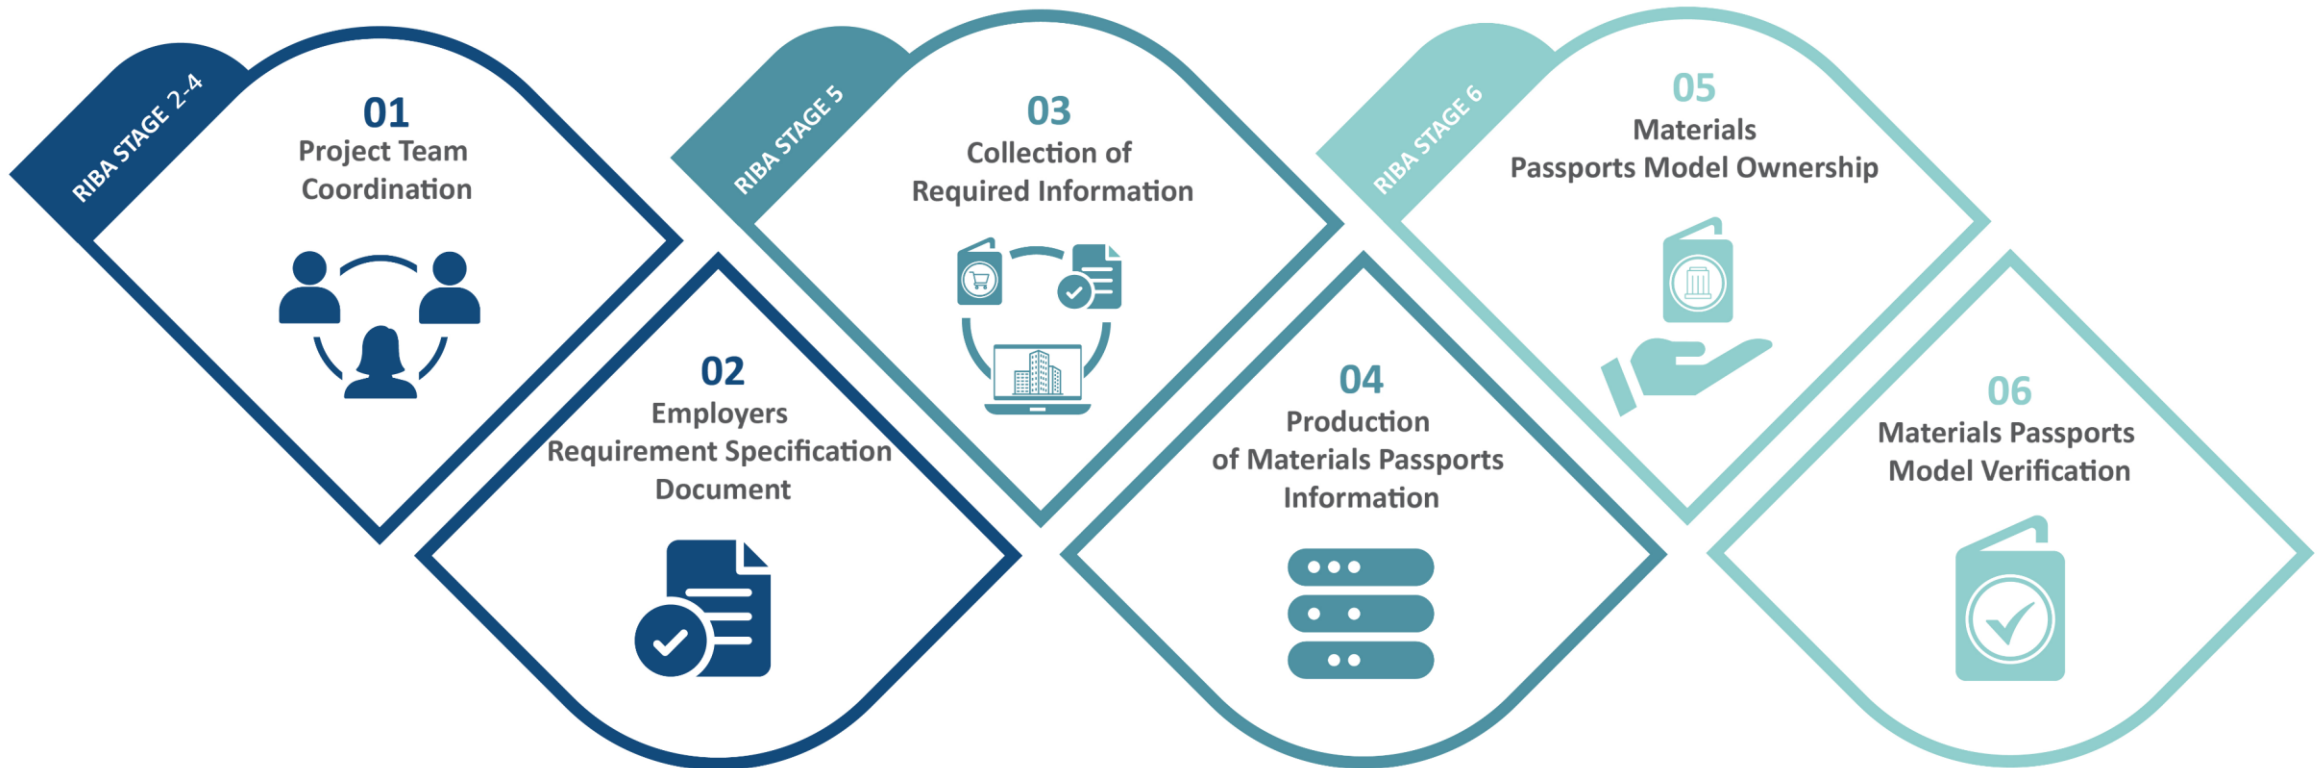 RIBA STAGE 2-4
01
Project Team
Coordination
02
Employers
Requirement Specification
Document
RIBA STAGE 5
03
Collection of
Required Information
04
Production
of Materials Passports
Information
RIBA STAGE 6
05
Materials
Passports Model Ownership
06
Materials Passports
Model Verification